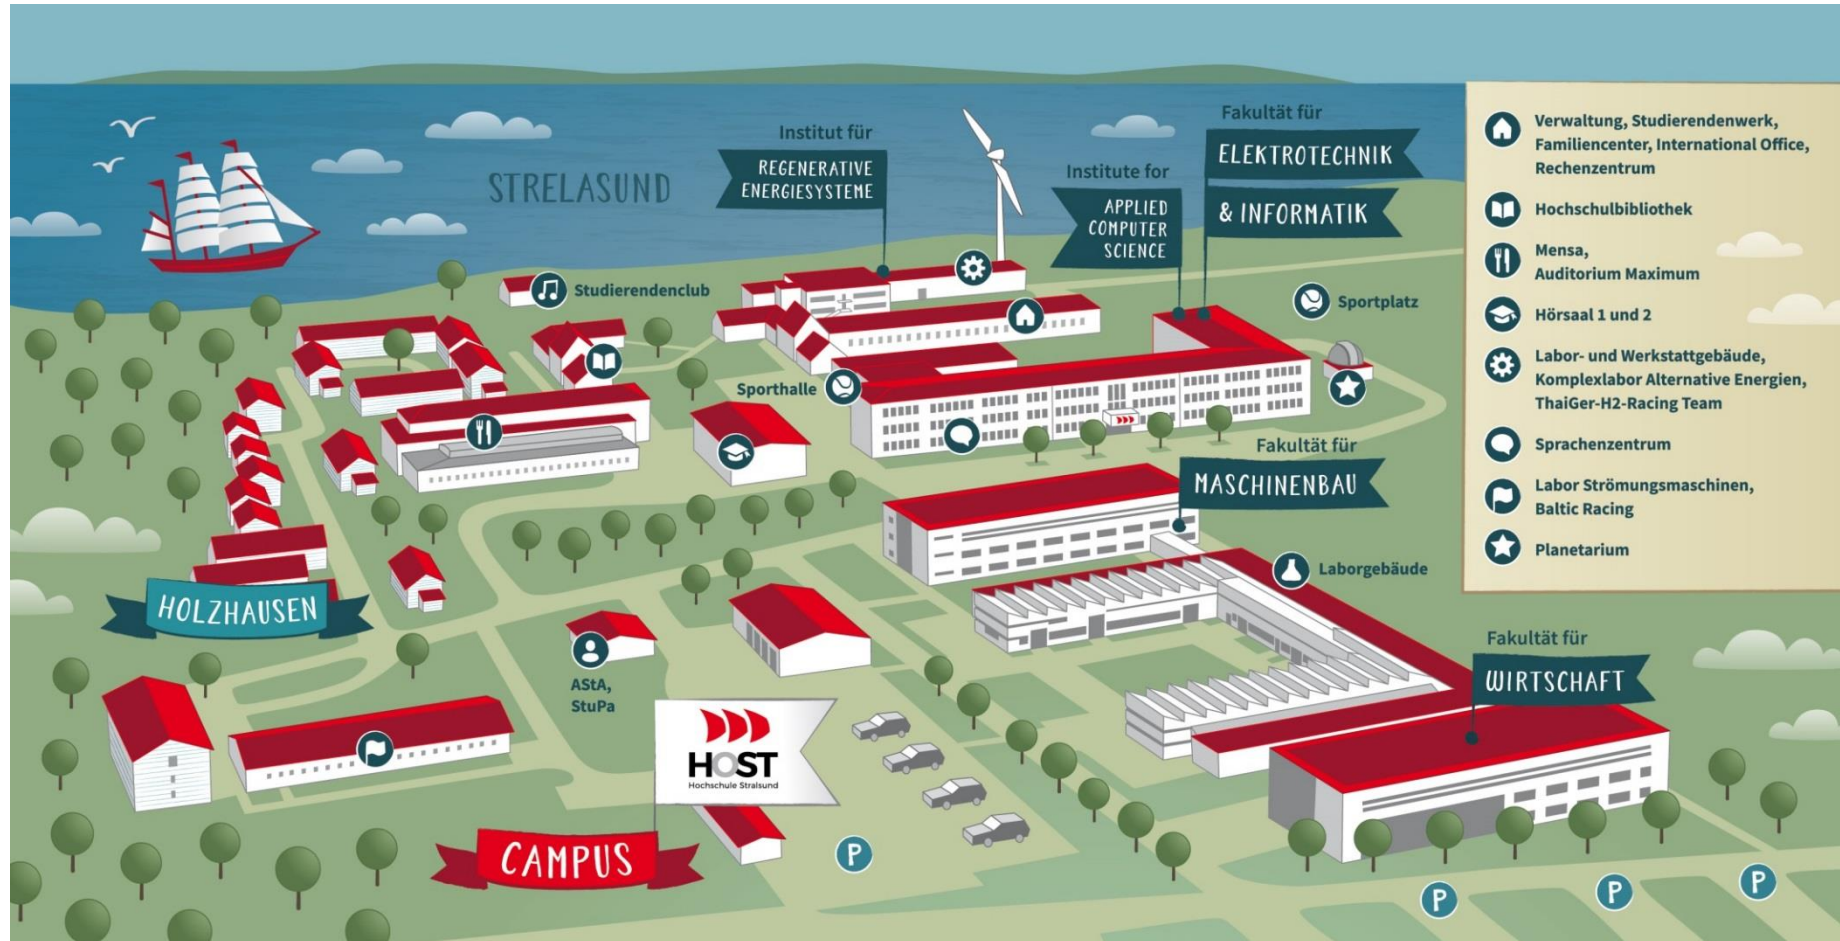 STRELASUND
Institut für
REGENERATIVE
ENERGIESYSTEME
Institute for
APPLIED
COMPUTER
SCIENCE
Fakultät für
ELEKTROTECHNIK
& INFORMATIK
Studierendenclub
Sportplatz
Sporthalle
Fakultät für
MASCHINENBAU
Laborgebäude
HOLZHAUSEN
AStA,
StuPa
Fakultät für
WIRTSCHAFT
HOST
Hochschule Stralsund
CAMPUS
P
P
P
P
Verwaltung, Studierendenwerk,
Familiencenter, International Office,
Rechenzentrum
Hochschulbibliothek
Mensa,
Auditorium Maximum
Hörsaal 1 und 2
Labor- und Werkstattgebäude,
Komplexlabor Alternative Energien,
ThaiGer-H2-Racing Team
Sprachenzentrum
Labor Strömungsmaschinen,
Baltic Racing
Planetarium